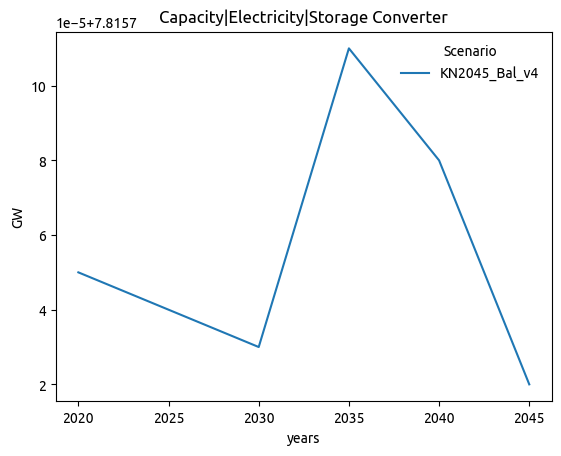 Capacity|Electricity|Storage Converter
1e−5+7.8157
Scenario
KN2045_Bal_v4
GW
10
8
6
4
2
2020 2025 2030 2035 2040 2045
years